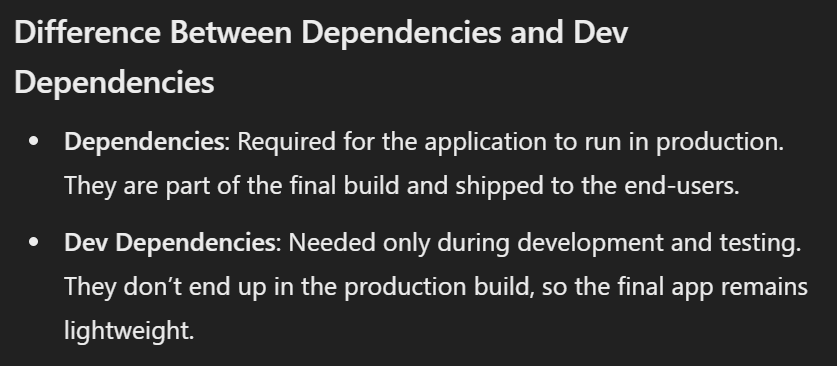 Difference Between Dependencies and Dev
Dependencies
• Dependencies: Required for the application to run in production.
They are part of the final build and shipped to the end-users.
• Dev Dependencies: Needed only during development and testing.
They don’t end up in the production build, so the final app remains
lightweight.